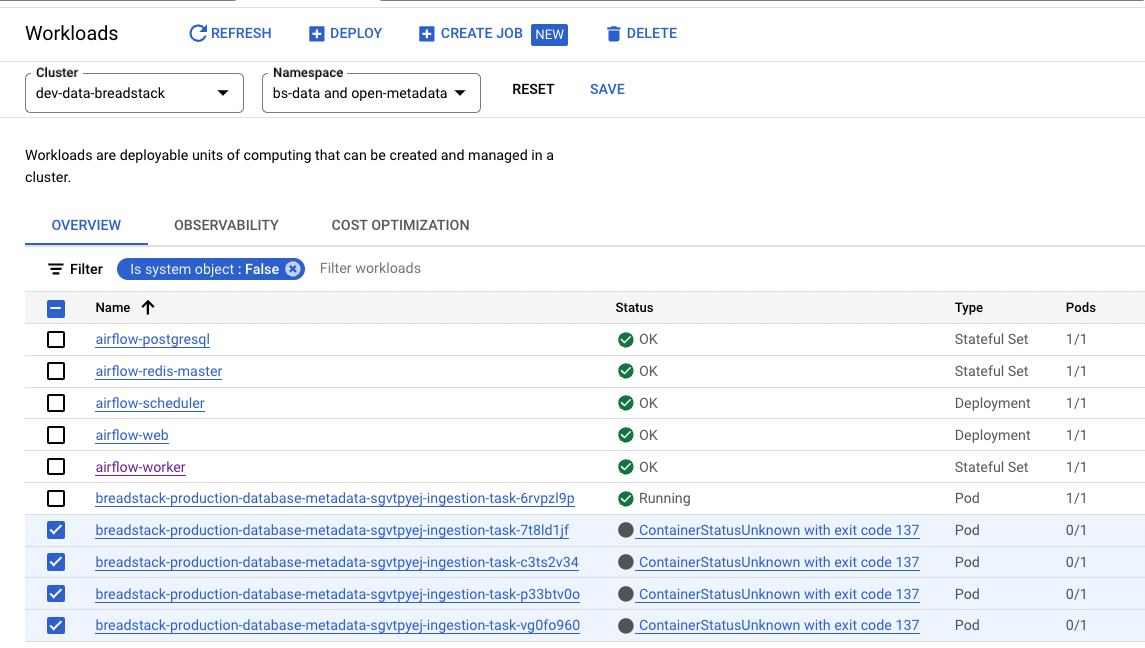 Workloads REFRESH DEPLOY CREATE JOB NEW DELETE
Cluster Namespace
dev-data-breadstack bs-data and open-metadata RESET SAVE
Workloads are deployable units of computing that can be created and managed in a
cluster.
OVERVIEW OBSERVABILITY COST OPTIMIZATION
Filter Is system object : False Filter workloads
Name Status Type Pods
airflow-postgresql OK Stateful Set 1/1
airflow-redis-master OK Stateful Set 1/1
airflow-scheduler OK Deployment 1/1
airflow-web OK Deployment 1/1
airflow-worker OK Stateful Set 1/1
breadstack-production-database-metadata-sgvtpyej-ingestion-task-6rvpzl9p Running Pod 1/1
breadstack-production-database-metadata-sgvtpyej-ingestion-task-7t8ld1jf ContainerStatusUnknown with exit code 137 Pod 0/1
breadstack-production-database-metadata-sgvtpyej-ingestion-task-c3ts2v34 ContainerStatusUnknown with exit code 137 Pod 0/1
breadstack-production-database-metadata-sgvtpyej-ingestion-task-p33btv0o ContainerStatusUnknown with exit code 137 Pod 0/1
breadstack-production-database-metadata-sgvtpyej-ingestion-task-vg0fo960 ContainerStatusUnknown with exit code 137 Pod 0/1